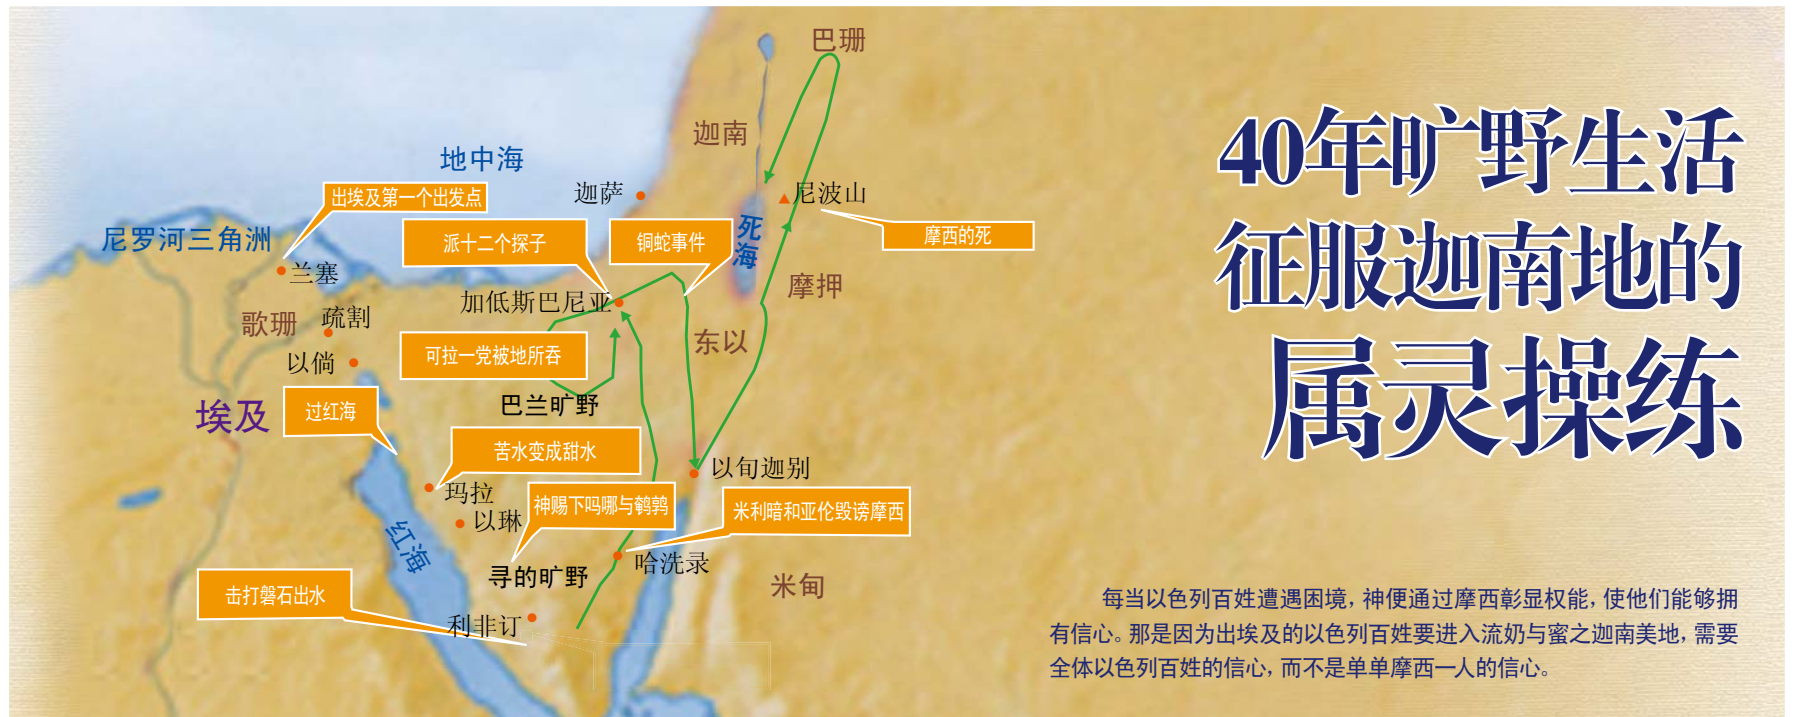 40年旷野生活
征服迦南地的
属灵操练
巴珊
迦南
地中海
出埃及第一个出发点
迦萨
尼波山
派十二个探子
铜蛇事件
死海
摩西的死
尼罗河三角洲
兰塞
摩押
加低斯巴尼亚
歌珊
疏割
东以
可拉一党被地所吞
以倘
巴兰旷野
埃及
过红海
苦水变成甜水
以旬迦别
玛拉
神赐下吗哪与鹌鹑
米利暗和亚伦毁谤摩西
以琳
红海
哈洗录
寻的旷野
米甸
击打磐石出水
利非订
每当以色列百姓遭遇困境，神便通过摩西彰显权能，使他们能够拥
有信心。那是因为出埃及的以色列百姓要进入流奶与蜜之迦南美地，需要
全体以色列百姓的信心，而不是单单摩西一人的信心。